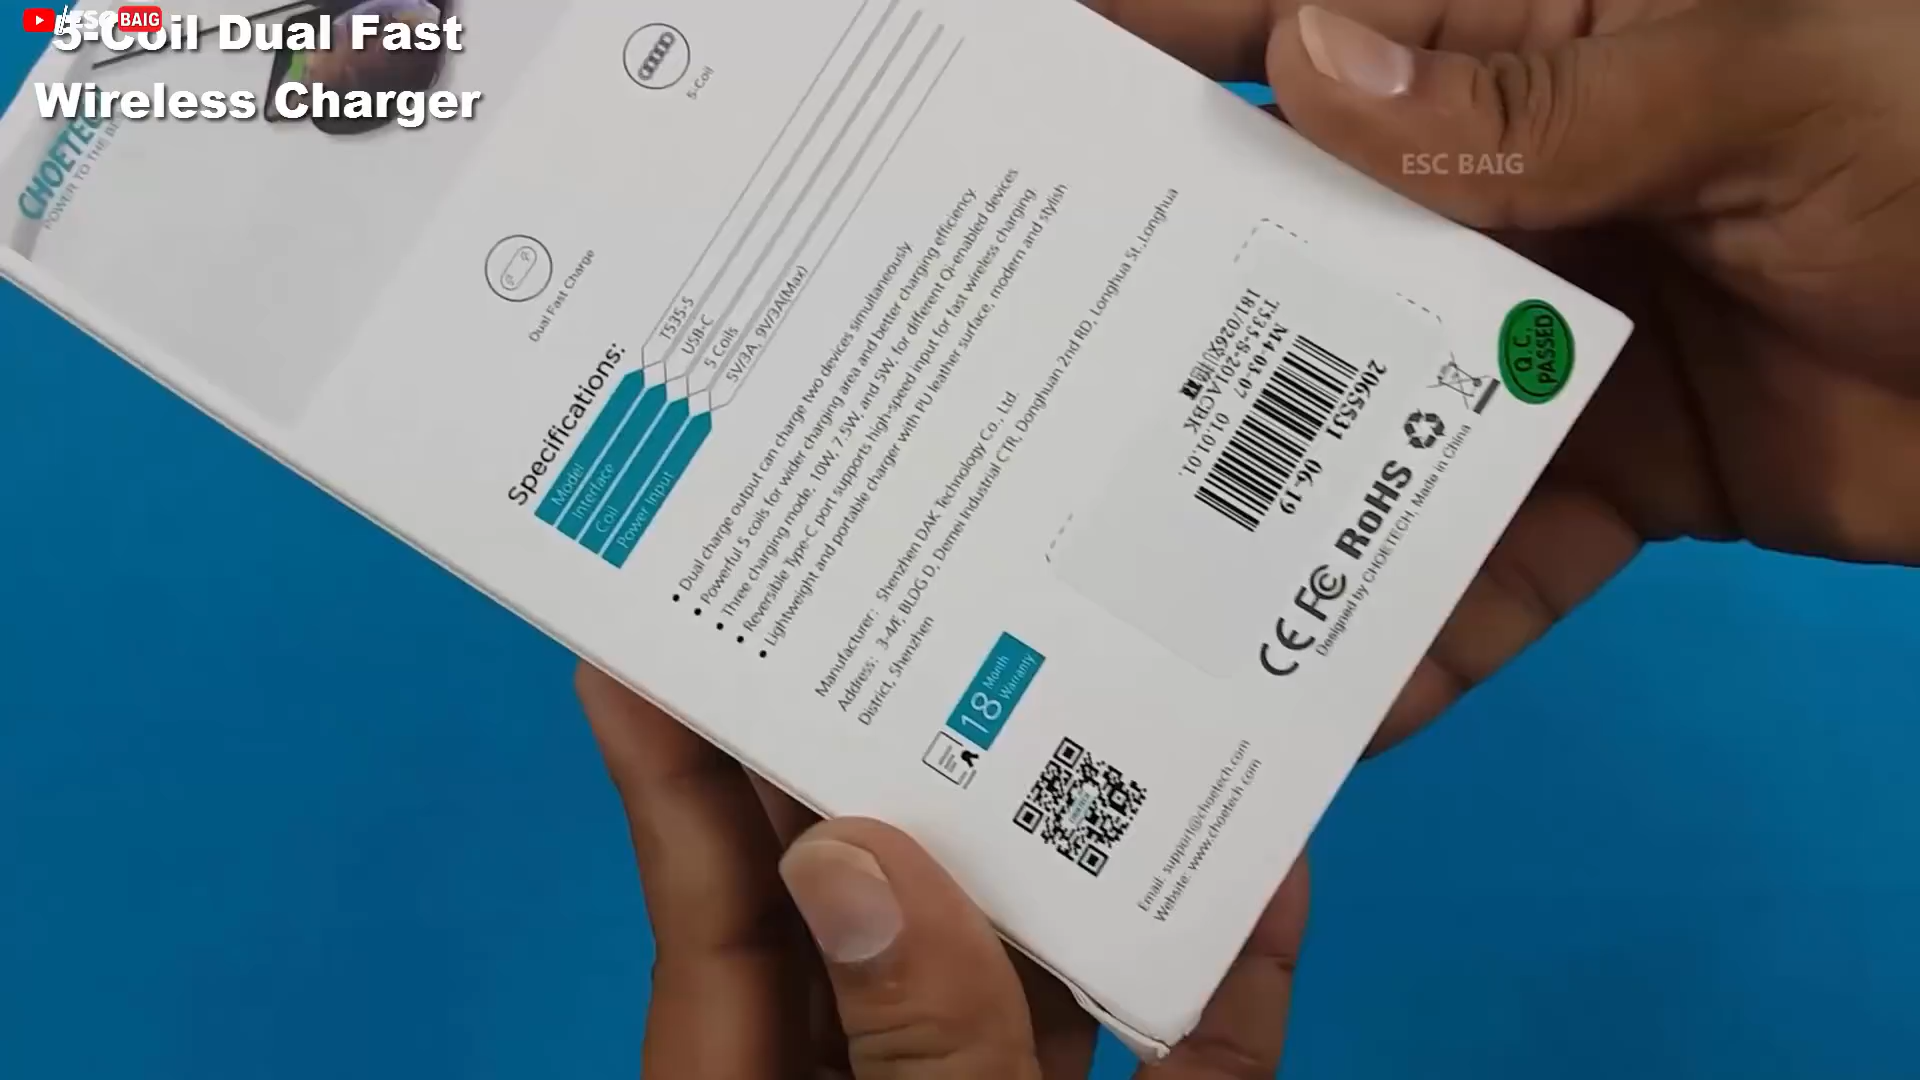 ESC BAIG
5-Coil Dual Fast
Wireless Charger
ESC BAIG
CHOETEC
POWER TO THE
5-Coil
Dual Fast Charge
Specifications:
Model T535-S
Interface USB-C
Coil 5 Coils
Power Input 5V/3A, 9V/3A(Max)
• Dual charge output can charge two devices simultaneously.
• Powerful 5 coils for wider charging area and better charging efficiency.
• Three charging mode, 10W, 7.5W, and 5W, for different Qi-enabled devices
• Reversible Type-C port supports high-speed input for fast wireless charging.
• Lightweight and portable charger with PU leather surface, modern and stylish.
Manufacturer: Shenzhen DAK Technology Co., Ltd.
Address: 3-4/F, BLDG D, Demei Industrial CTR, Donghuan 2nd RD, Longhua St.,Longhua
District, Shenzhen
18 Month
Warranty
2065531 06-19
M4-03-07 01.01.01.
T535-S-201ACBK
Q.C.
PASSED
CE FC RoHS
Designed by CHOETECH, Made in China
Email: support@choetech.com
Website: www.choetech.com